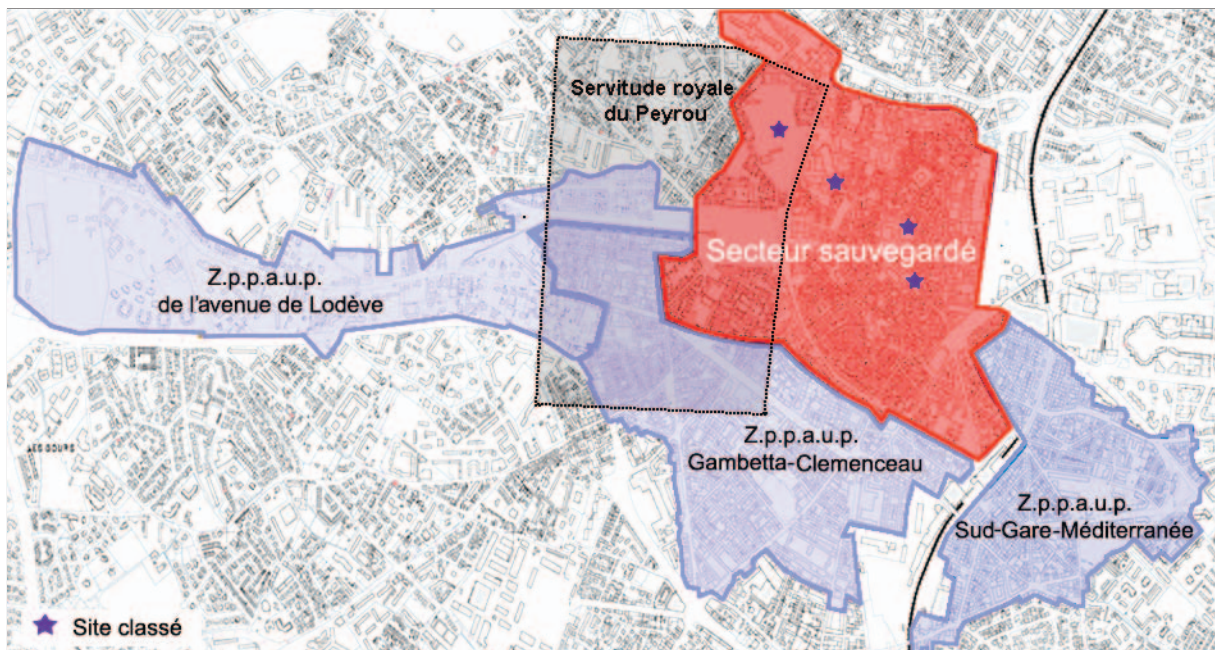 Servitude royale
du Peyrou
Secteur sauvegardé
Z.p.p.a.u.p.
de l'avenue de Lodève
Z.p.p.a.u.p.
Gambetta-Clemenceau
Z.p.p.a.u.p.
Sud-Gare-Méditerranée
Site classé